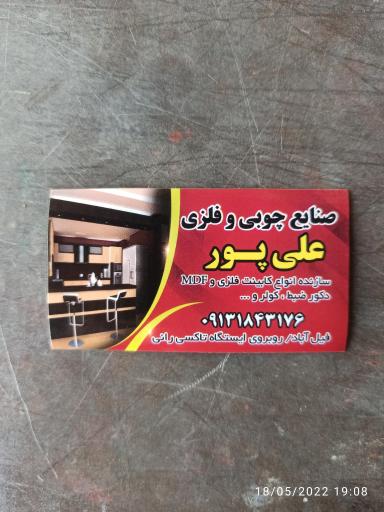 صنایع چوبی و فلزی
علی پور
سازنده انواع کابینت فلزی و MDF
دکور ضبط ، کولر و ...
۰۹۱۳۱۸۴۳۱۷۶
فیل آباد/ روبروی ایستگاه تاکسی رانی
18/05/2022 19:08